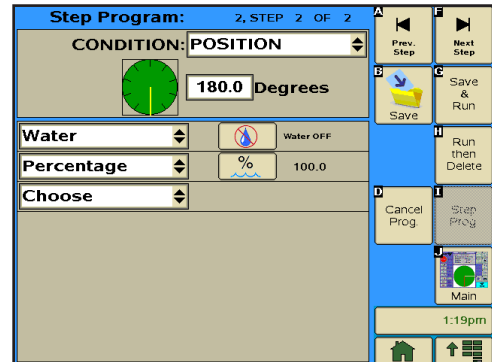 Step Program: 2, STEP 2 OF 2
CONDITION: POSITION
180.0 Degrees
Water Water OFF
Percentage % 100.0
Choose
A
Prev.
Step
F
Next
Step
B
Save
G
Save
&
Run
H
Run
then
Delete
D
Cancel
Prog.
I
Step
Prog
J
Main
1:19pm